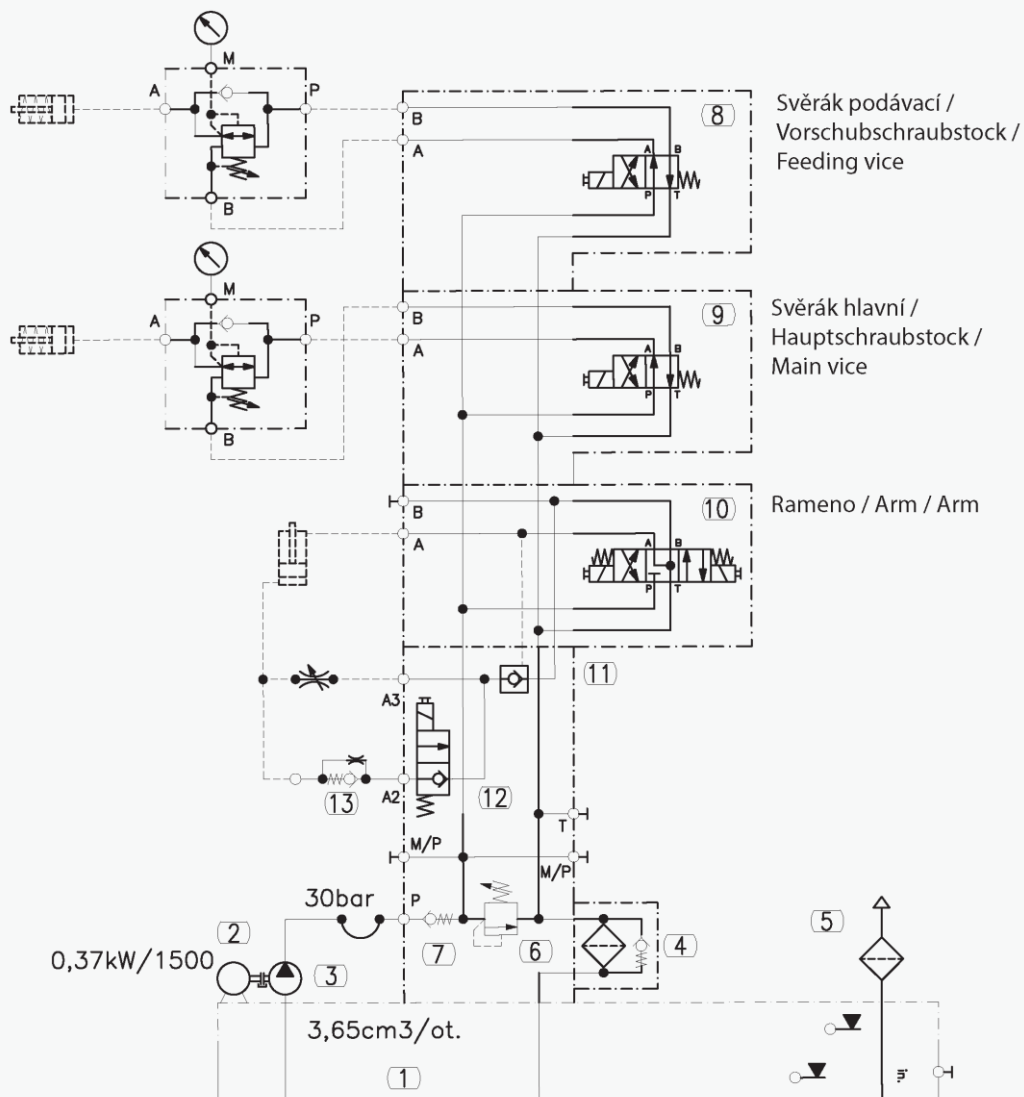 M
A
P
B
B
A
8
A
B
P
T
Svěrák podávací /
Vorschubschraubstock /
Feeding vice
M
A
P
B
B
A
9
A
B
P
T
Svěrák hlavní /
Hauptschraubstock /
Main vice
B
A
10
A
B
P
T
Rameno / Arm / Arm
A3
11
A2
12
13
T
M/P
M/P
30bar
P
2
0,37kW/1500
3
7
6
4
5
3,65cm3/ot.
1
in.